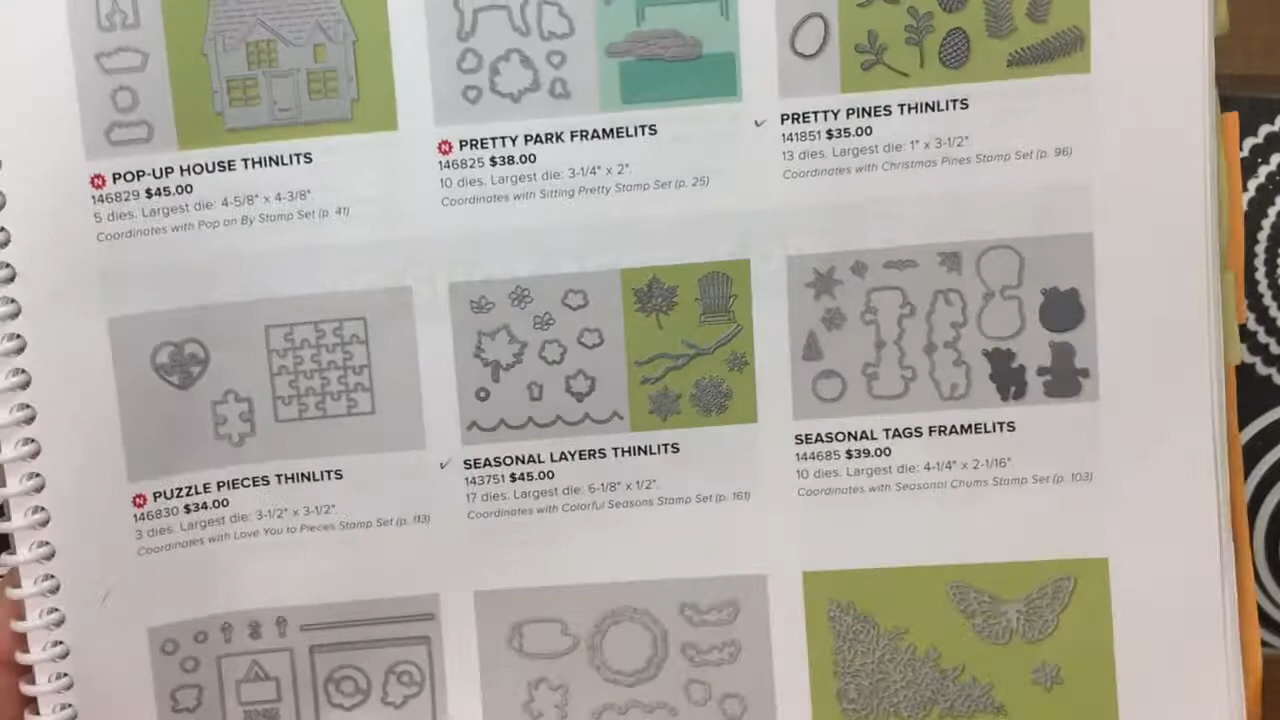 N POP-UP HOUSE THINLITS
146829 $45.00
5 dies. Largest die: 4-5/8" x 4-3/8".
Coordinates with Pop on By Stamp Set (p. 41)
N PRETTY PARK FRAMELITS
146825 $38.00
10 dies. Largest die: 3-1/4" x 2".
Coordinates with Sitting Pretty Stamp Set (p. 25)
PRETTY PINES THINLITS
141851 $35.00
13 dies. Largest die: 1" x 3-1/2".
Coordinates with Christmas Pines Stamp Set (p. 96)
N PUZZLE PIECES THINLITS
146830 $34.00
3 dies. Largest die: 3-1/2" x 3-1/2".
Coordinates with Love You to Pieces Stamp Set (p. 113)
SEASONAL LAYERS THINLITS
143751 $45.00
17 dies. Largest die: 6-1/8" x 1/2".
Coordinates with Colorful Seasons Stamp Set (p. 161)
SEASONAL TAGS FRAMELITS
144685 $39.00
10 dies. Largest die: 4-1/4" x 2-1/16".
Coordinates with Seasonal Chums Stamp Set (p. 103)